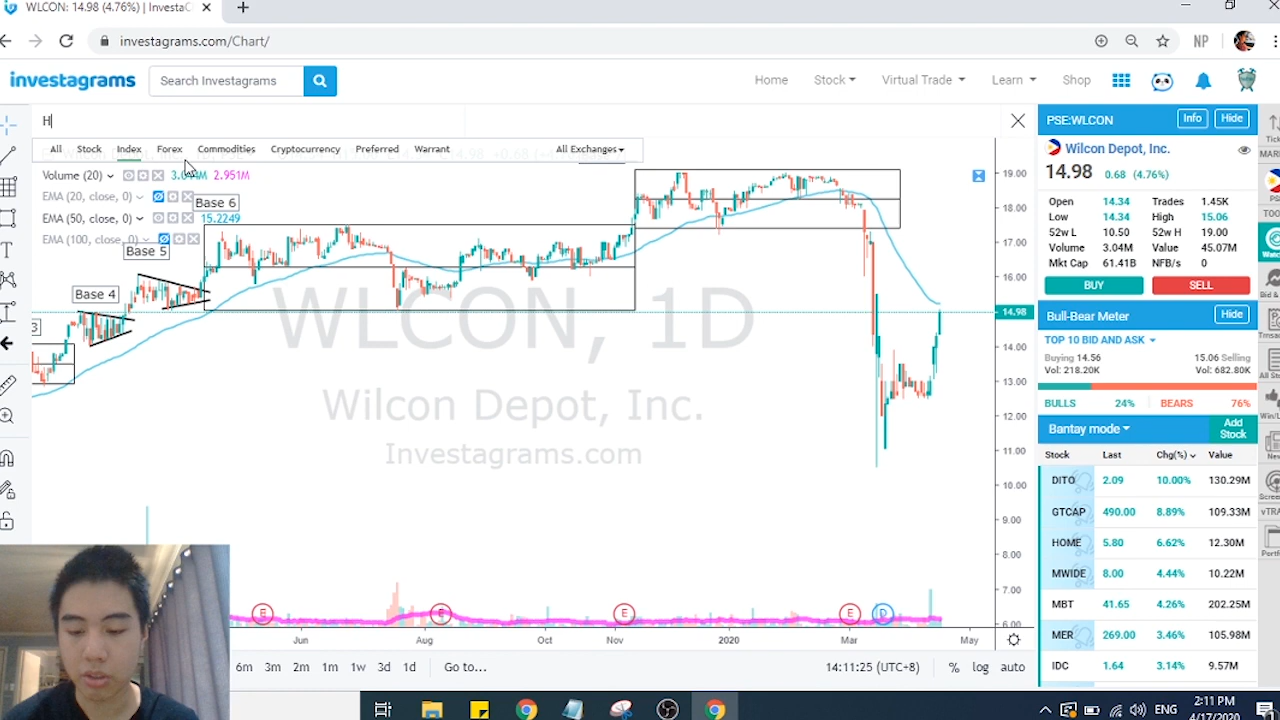 WLCON: 14.98 (4.76%) | InvestaG
investagrams.com/Chart/
NP
investagrams
Search Investagrams
Home Stock Virtual Trade Learn Shop
H
All Stock Index Forex Commodities Cryptocurrency Preferred Warrant All Exchanges
Volume (20) 2.951M
EMA (20, close, 0)
EMA (50, close, 0) 15.2249
EMA (100, close, 0)
Base 6
Base 5
Base 4
3
WLCON, 1D
Wilcon Depot, Inc.
Investagrams.com
19.00
18.00
17.00
16.00
14.98
14.00
13.00
12.00
11.00
10.00
9.00
8.00
7.00
6.00
E E E E D
Jun Aug Oct Nov 2020 Mar May
6m 3m 2m 1m 1w 3d 1d Go to... 14:11:25 (UTC+8) % log auto
PSE:WLCON Info Hide
Wilcon Depot, Inc.
14.98 0.68 (4.76%)
Open 14.34 Trades 1.45K
Low 14.34 High 15.06
52w L 10.50 52w H 19.00
Volume 3.04M Value 45.07M
Mkt Cap 61.41B NFB/s 0
BUY SELL
Bull-Bear Meter Hide
TOP 10 BID AND ASK
Buying 14.56 15.06 Selling
Vol: 218.20K Vol: 682.80K
BULLS 24% BEARS 76%
Bantay mode Add Stock
Stock Last Chg(%) Value
DITO 2.09 10.00% 130.29M
GTCAP 490.00 8.89% 109.33M
HOME 5.80 6.62% 12.30M
MWIDE 8.00 4.44% 10.22M
MBT 41.65 4.26% 202.25M
MER 269.00 3.46% 105.98M
IDC 1.64 3.14% 9.57M
ENG 2:11 PM
4/17/2020